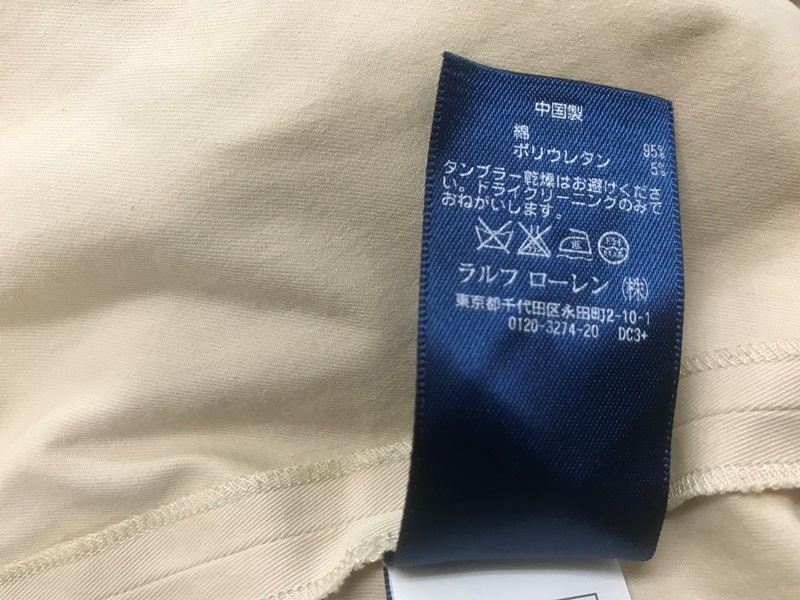 中国製
綿 95%
ポリウレタン 5%
タンブラー乾燥はお避けくださ
い。ドライクリーニングのみで
おねがいします。
ラルフ ローレン (株)
東京都千代田区永田町2-10-1
0120-3274-20 DC3+